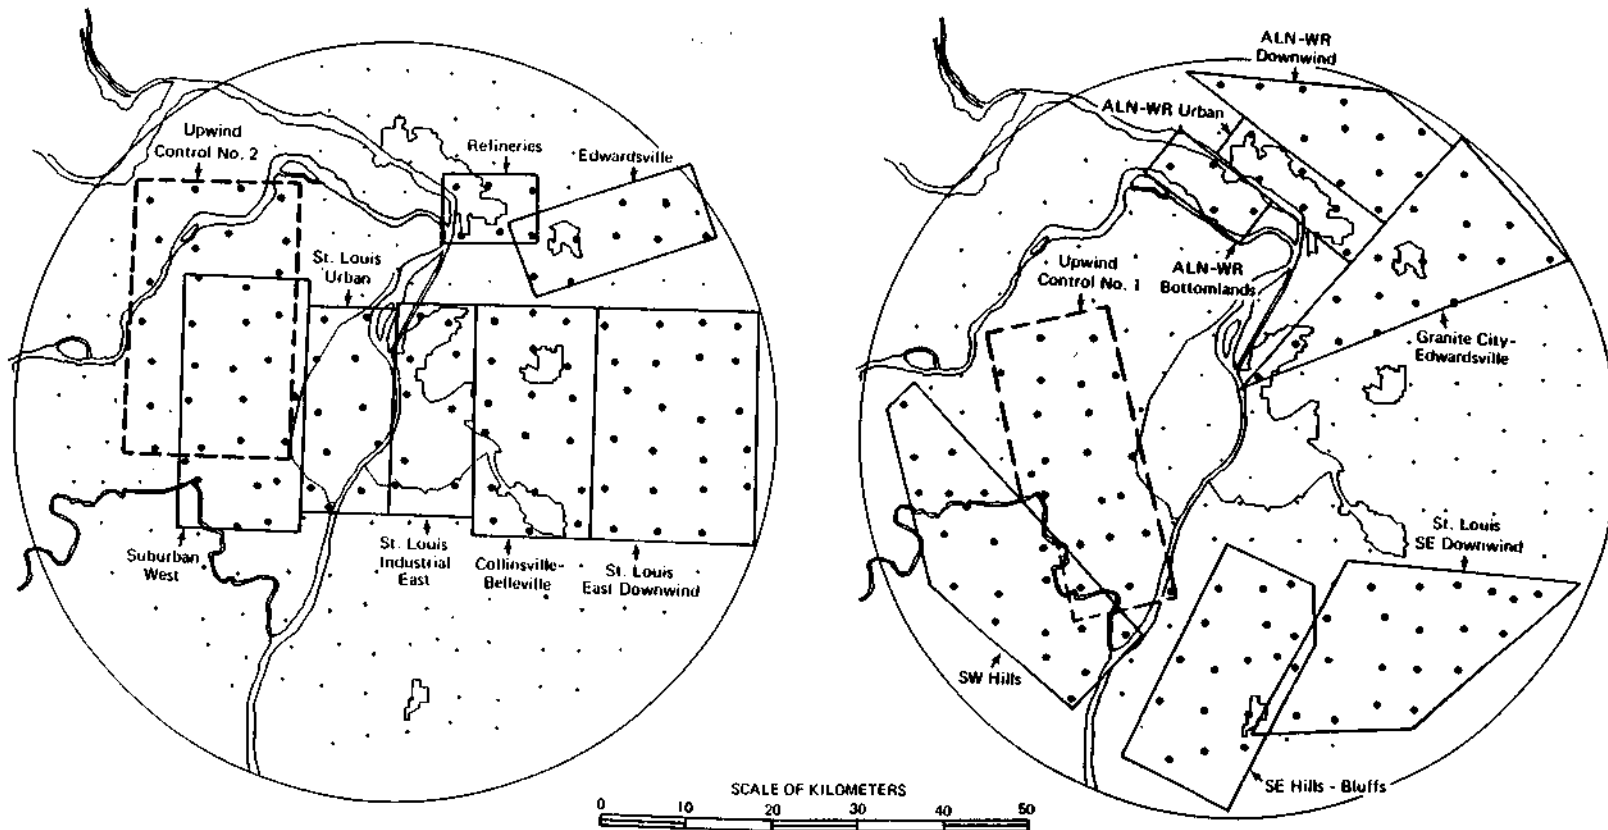 Upwind
Control No. 2
Refineries
Edwardsville
St. Louis
Urban
Suburban
West
St. Louis
Industrial
East
Collinsville-
Belleville
St. Louis
East Downwind
ALN-WR
Downwind
ALN-WR Urban
Upwind
Control No. 1
ALN-WR
Bottomlands
Granite City-
Edwardsville
St. Louis
SE Downwind
SW Hills
SE Hills - Bluffs
SCALE OF KILOMETERS
0 10 20 30 40 50